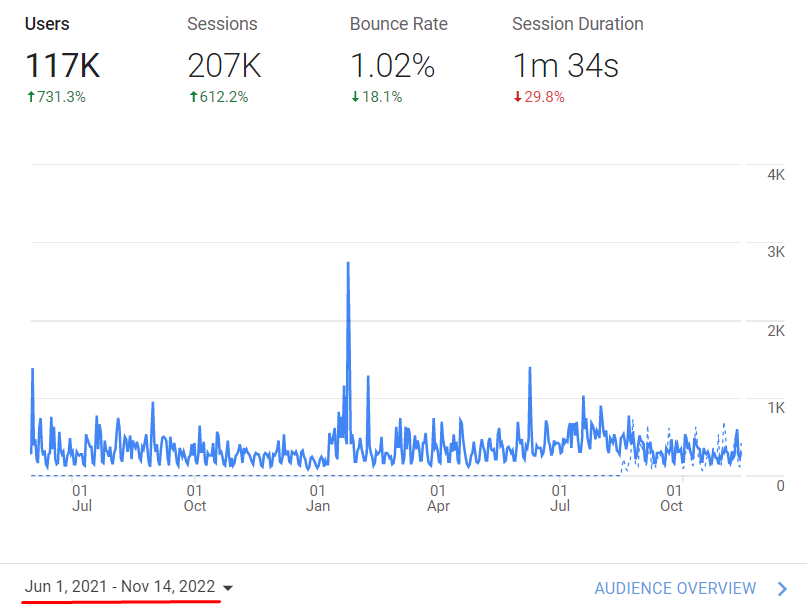 Users Sessions Bounce Rate Session Duration
117K 207K 1.02% 1m 34s
↑731.3% ↑612.2% ↓18.1% ↓29.8%
4K
3K
2K
1K
0
01 01 01 01 01 01
Jul Oct Jan Apr Jul Oct
Jun 1, 2021 - Nov 14, 2022 AUDIENCE OVERVIEW